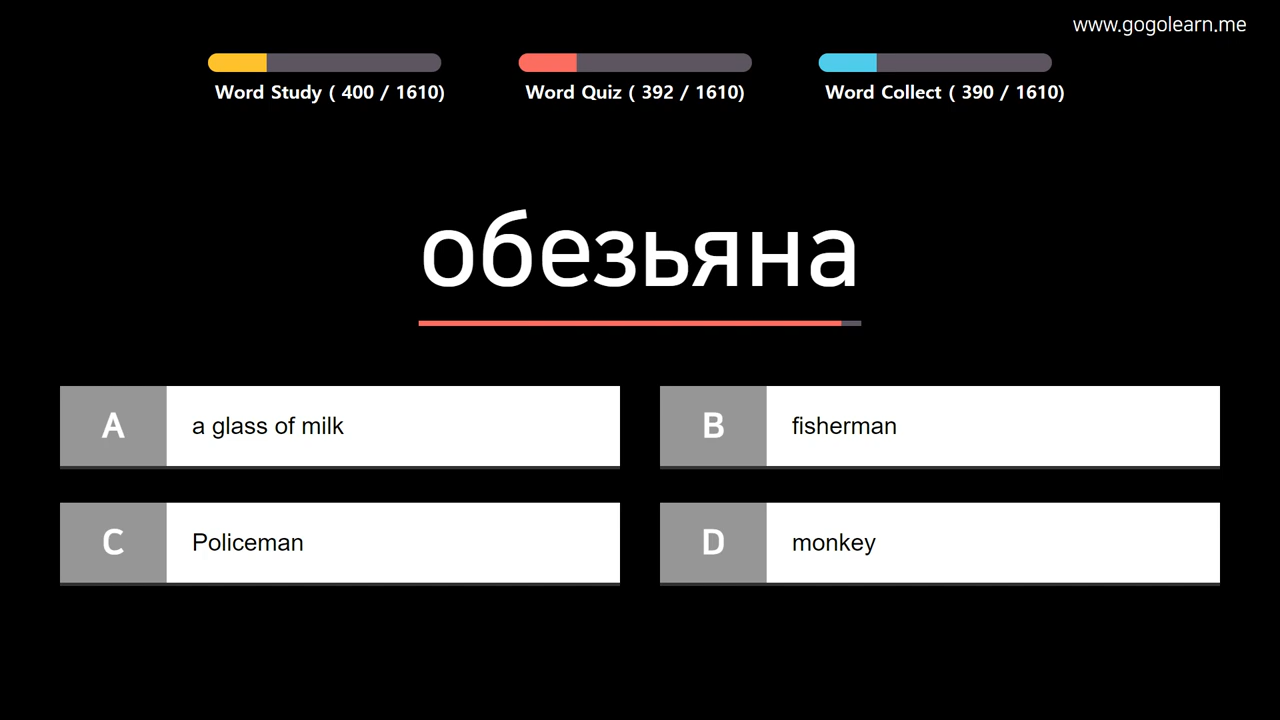 www.gogolearn.me
Word Study ( 400 / 1610)
Word Quiz ( 392 / 1610)
Word Collect ( 390 / 1610)
обезьяна
A
a glass of milk
B
fisherman
C
Policeman
D
monkey